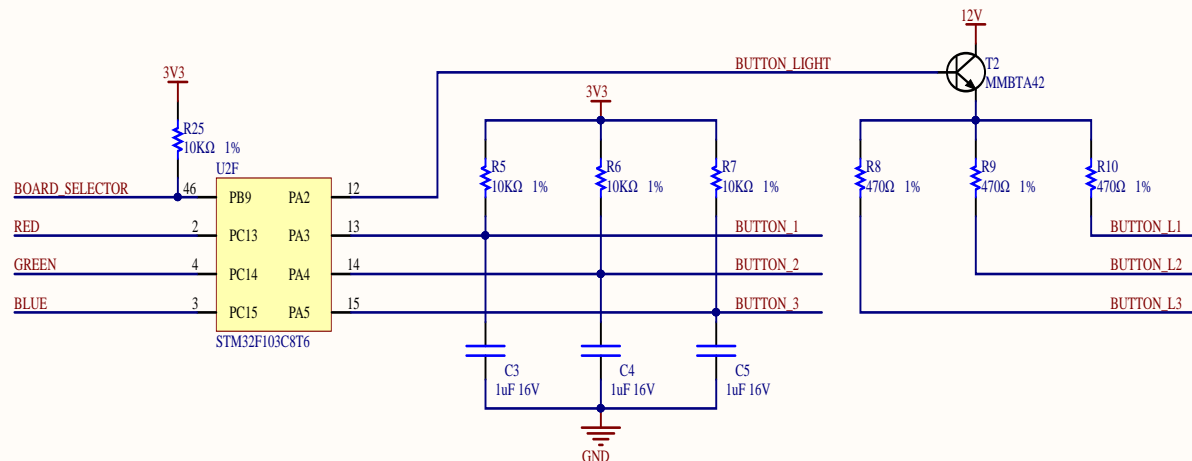 12V
BUTTON_LIGHT
T2
MMBTA42
3V3
R25
10KΩ 1%
3V3
U2F
R5
10KΩ 1%
R6
10KΩ 1%
R7
10KΩ 1%
R8
470Ω 1%
R9
470Ω 1%
R10
470Ω 1%
BOARD_SELECTOR 46 PB9 PA2 12
RED 2 PC13 PA3 13 BUTTON_1 BUTTON_L1
GREEN 4 PC14 PA4 14 BUTTON_2 BUTTON_L2
BLUE 3 PC15 PA5 15 BUTTON_3 BUTTON_L3
STM32F103C8T6
C3
1uF 16V
C4
1uF 16V
C5
1uF 16V
GND